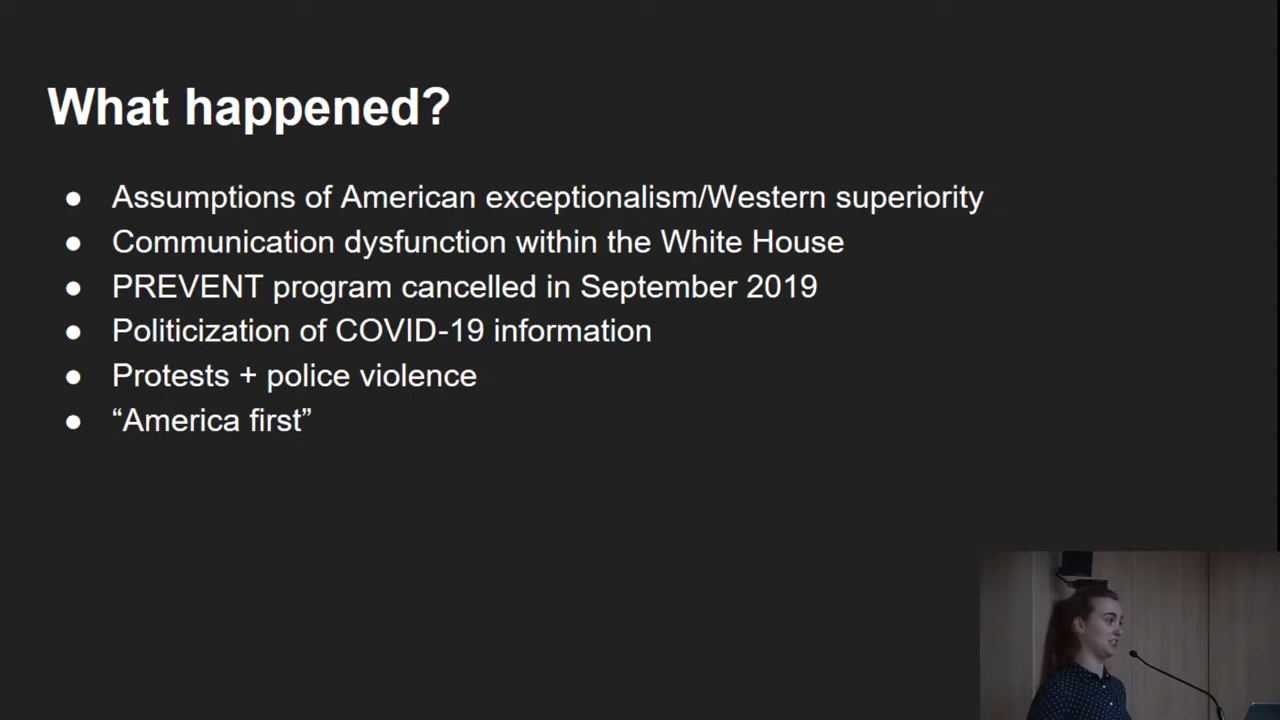 What happened?
● Assumptions of American exceptionalism/Western superiority
● Communication dysfunction within the White House
● PREVENT program cancelled in September 2019
● Politicization of COVID-19 information
● Protests + police violence
● “America first”